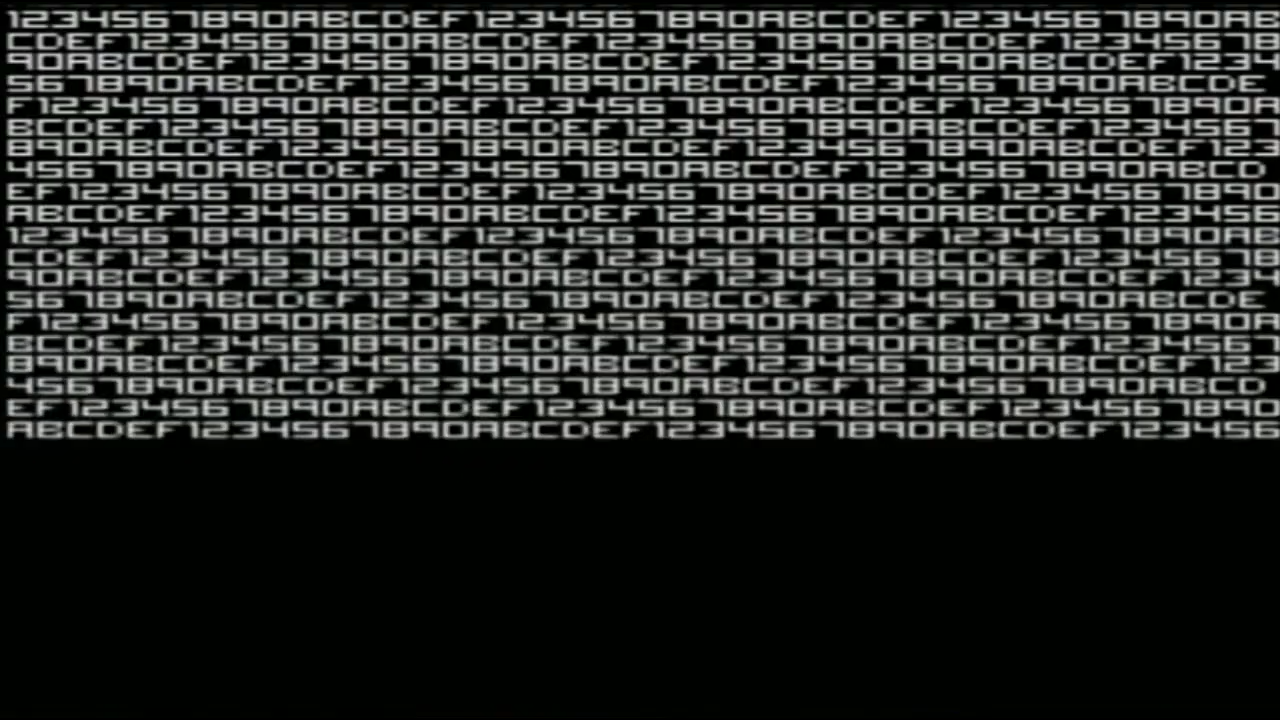 1234567890ABCDEF1234567890ABCDEF1234567890AB
CDEF1234567890ABCDEF1234567890ABCDEF12345678
90ABCDEF1234567890ABCDEF1234567890ABCDEF1234
567890ABCDEF1234567890ABCDEF1234567890ABCDE
F1234567890ABCDEF1234567890ABCDEF1234567890A
BCDEF1234567890ABCDEF1234567890ABCDEF1234567
890ABCDEF1234567890ABCDEF1234567890ABCDEF123
4567890ABCDEF1234567890ABCDEF1234567890ABCD
EF1234567890ABCDEF1234567890ABCDEF1234567890
ABCDEF1234567890ABCDEF1234567890ABCDEF123456
1234567890ABCDEF1234567890ABCDEF1234567890AB
CDEF1234567890ABCDEF1234567890ABCDEF12345678
90ABCDEF1234567890ABCDEF1234567890ABCDEF1234
567890ABCDEF1234567890ABCDEF1234567890ABCDE
F1234567890ABCDEF1234567890ABCDEF1234567890A
BCDEF1234567890ABCDEF1234567890ABCDEF1234567
890ABCDEF1234567890ABCDEF1234567890ABCDEF123
4567890ABCDEF1234567890ABCDEF1234567890ABCD
EF1234567890ABCDEF1234567890ABCDEF1234567890
ABCDEF1234567890ABCDEF1234567890ABCDEF123456